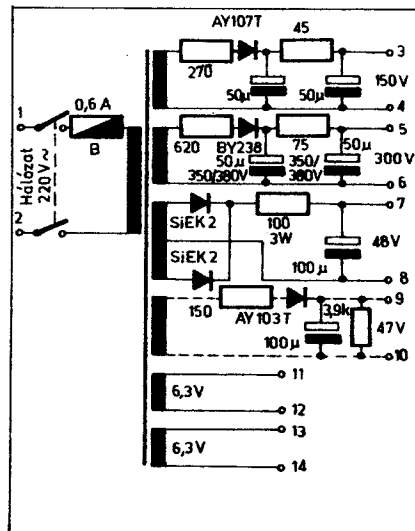 AY107T
45
3
270
50µ
50µ
150V
4
0,6 A
1
B
Hálózat
220V ~
2
5
620
BY238
75
50µ
50µ
350/380V
350/
380V
300V
6
SiEK 2
7
100
3W
48V
SiEK 2
100µ
8
9
150
AY103T
3,9k
100µ
47V
10
11
6,3V
12
13
6,3V
14